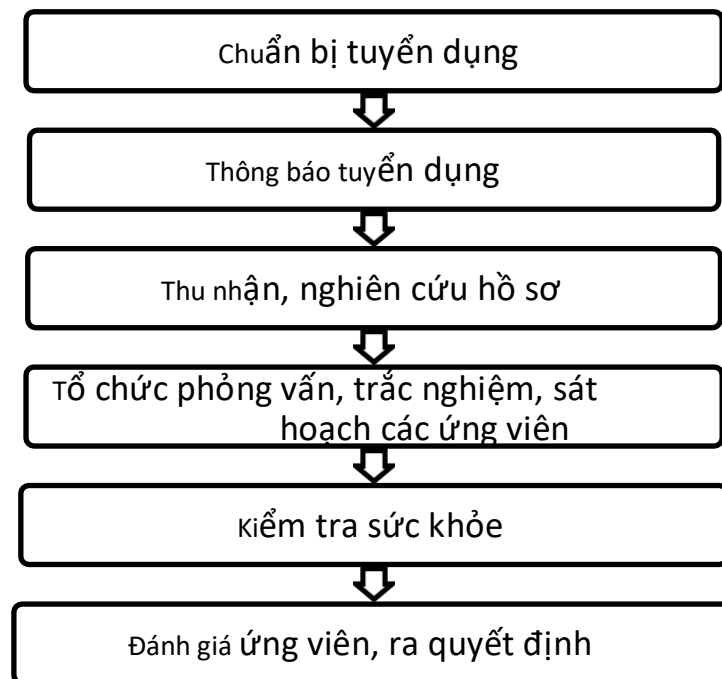 Chuẩn bị tuyển dụng
Thông báo tuyển dụng
Thu nhận, nghiên cứu hồ sơ
Tổ chức phỏng vấn, trắc nghiệm, sát
hoạch các ứng viên
Kiểm tra sức khỏe
Đánh giá ứng viên, ra quyết định